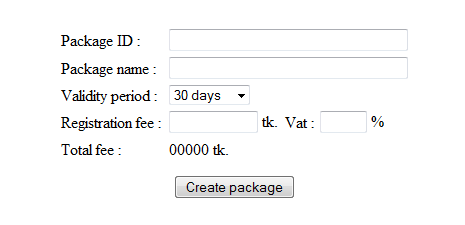 Package ID :
Package name :
Validity period : 30 days
Registration fee : tk. Vat : %
Total fee : 00000 tk.
Create package